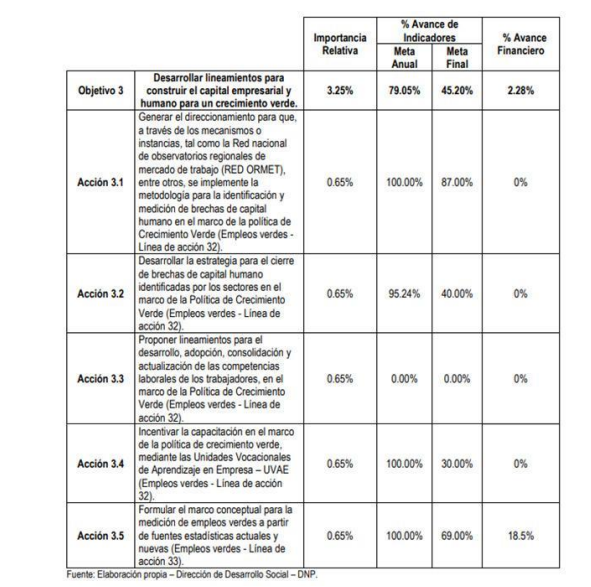 Importancia Relativa
% Avance de Indicadores
% Avance Financiero
Meta Anual
Meta Final
Objetivo 3
Desarrollar lineamientos para
construir el capital empresarial y
humano para un crecimiento verde.
3.25%
79.05%
45.20%
2.28%
Acción 3.1
Generar el direccionamiento para que,
a través de los mecanismos o
instancias, tal como la Red nacional
de observatorios regionales de
mercado de trabajo (RED ORMET),
entre otros, se implemente la
metodología para la identificación y
medición de brechas de capital
humano en el marco de la política de
Crecimiento Verde (Empleos verdes -
Línea de acción 32).
0.65%
100.00%
87.00%
0%
Acción 3.2
Desarrollar la estrategia para el cierre
de brechas de capital humano
identificadas por los sectores en el
marco de la Política de Crecimiento
Verde (Empleos verdes - Línea de
acción 32).
0.65%
95.24%
40.00%
0%
Acción 3.3
Proponer lineamientos para el
desarrollo, adopción, consolidación y
actualización de las competencias
laborales de los trabajadores, en el
marco de la Política de Crecimiento
Verde (Empleos verdes - Línea de
acción 32).
0.65%
0.00%
0.00%
0%
Acción 3.4
Incentivar la capacitación en el marco
de la política de crecimiento verde,
mediante las Unidades Vocacionales
de Aprendizaje en Empresa – UVAE
(Empleos verdes - Línea de acción
32).
0.65%
100.00%
30.00%
0%
Acción 3.5
Formular el marco conceptual para la
medición de empleos verdes a partir
de fuentes estadísticas actuales y
nuevas (Empleos verdes - Línea de
acción 33).
0.65%
100.00%
69.00%
18.5%
Fuente: Elaboración propia – Dirección de Desarrollo Social – DNP.